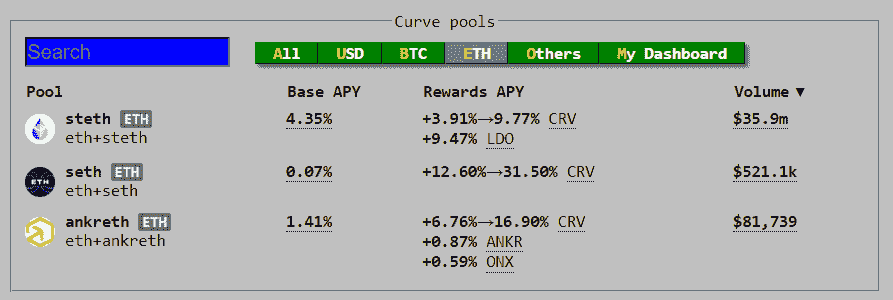 Curve pools
Search All USD BTC ETH Others My Dashboard
Pool Base APY Rewards APY Volume ▼
steth ETH 4.35% +3.91%→9.77% CRV $35.9m
eth+steth +9.47% LDO
seth ETH 0.07% +12.60%→31.50% CRV $521.1k
ETH eth+seth
ankreth ETH 1.41% +6.76%→16.90% CRV $81,739
eth+ankreth +0.87% ANKR
+0.59% ONX